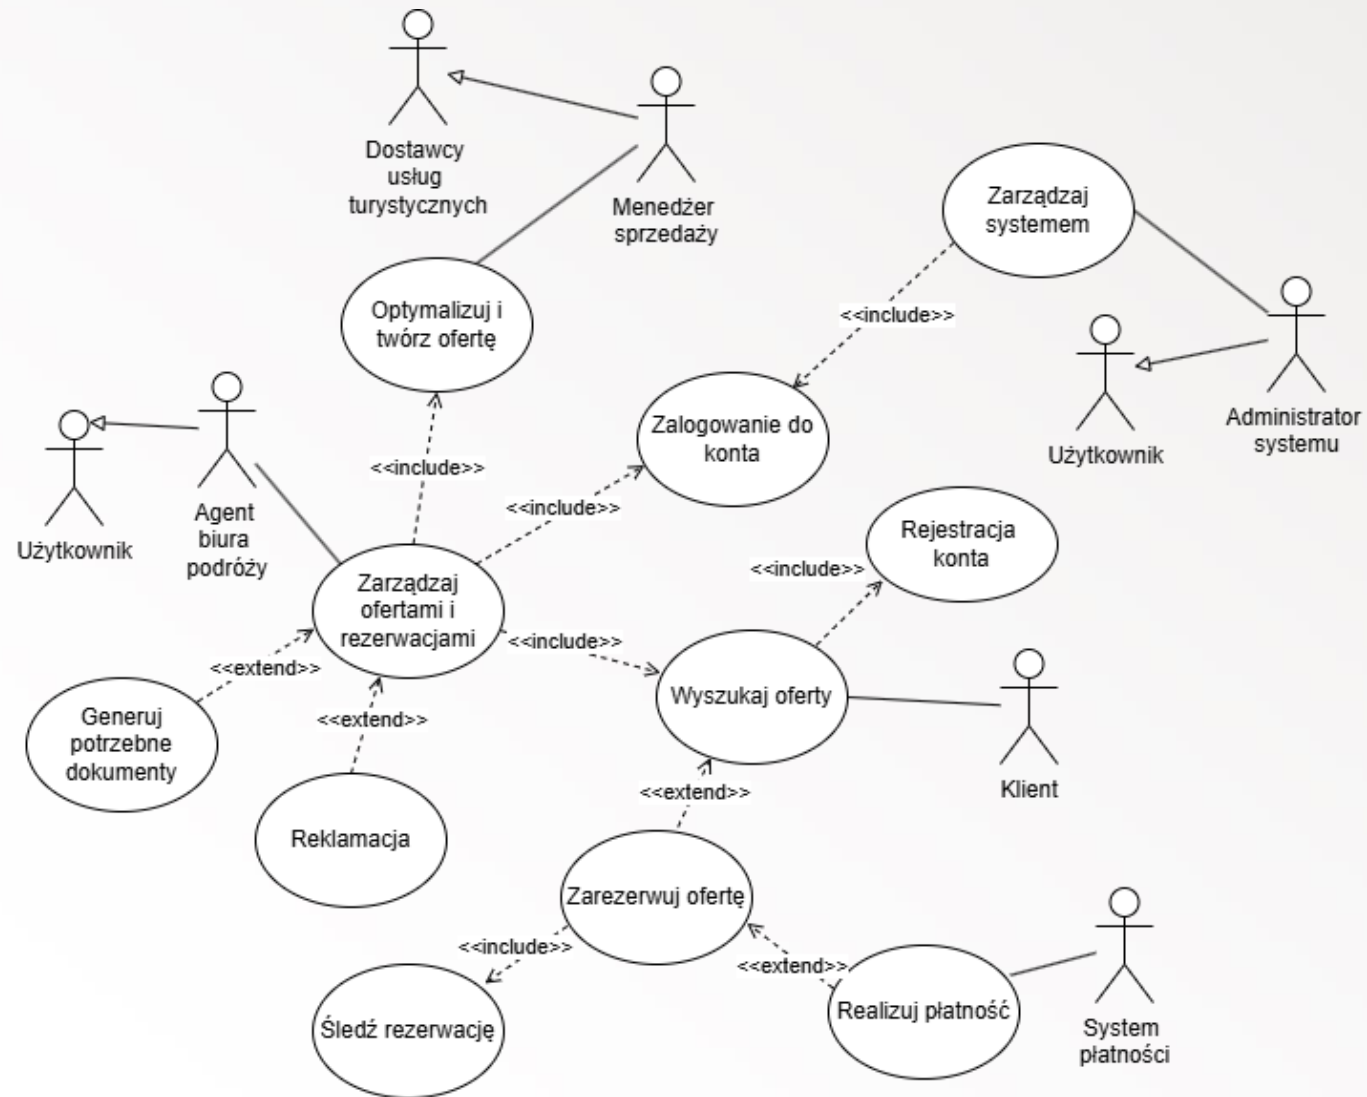 Dostawcy
usług
turystycznych
Menedżer
sprzedaży
Zarządzaj
systemem
Optymalizuj i
twórz ofertę
<<include>>
Użytkownik
Administrator
systemu
Zalogowanie do
konta
<<include>>
<<include>>
Użytkownik
Agent
biura
podróży
Rejestracja
konta
<<include>>
Zarządzaj
ofertami i
rezerwacjami
<<include>>
<<extend>>
Wyszukaj oferty
Generuj
potrzebne
dokumenty
<<extend>>
Klient
<<extend>>
Reklamacja
Zarezerwuj ofertę
<<include>>
<<extend>>
Realizuj płatność
Śledź rezerwację
System
płatności